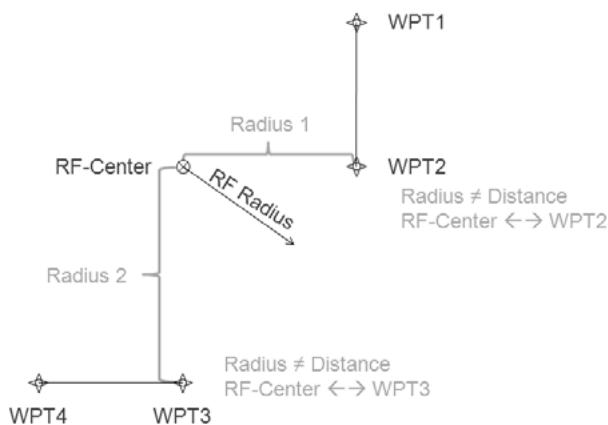 WPT1
Radius 1
RF-Center
WPT2
RF Radius
Radius ≠ Distance
RF-Center ←→ WPT2
Radius 2
Radius ≠ Distance
RF-Center ←→ WPT3
WPT4
WPT3